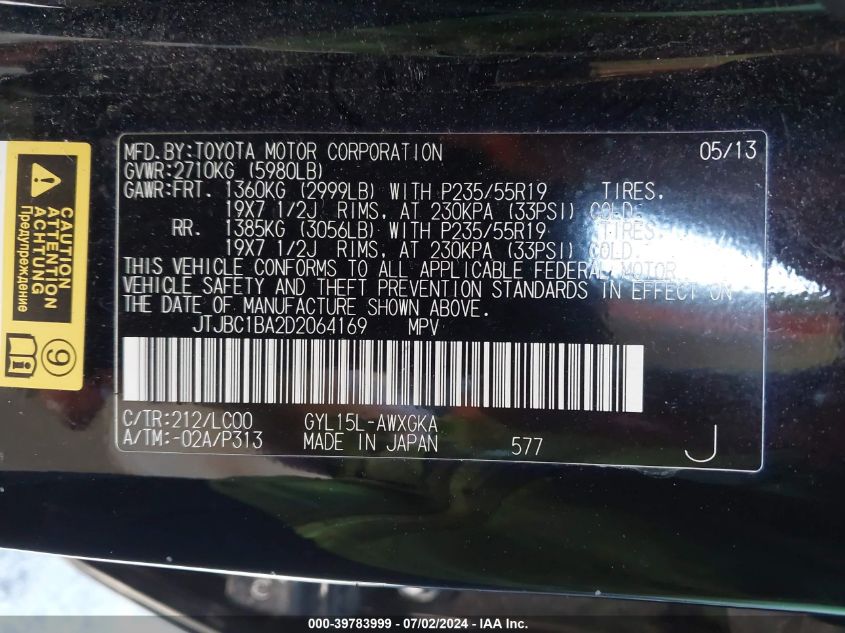 MFD.BY:TOYOTA MOTOR CORPORATION 05/13
GVWR:2710KG (5980LB)
GAWR:FRT. 1360KG (2999LB) WITH P235/55R19 TIRES,
19X7 1/2J RIMS, AT 230KPA (33PSI) COLD.
RR. 1385KG (3056LB) WITH P235/55R19 TIRES,
19X7 1/2J RIMS, AT 230KPA (33PSI) COLD.
THIS VEHICLE CONFORMS TO ALL APPLICABLE FEDERAL MOTOR
VEHICLE SAFETY AND THEFT PREVENTION STANDARDS IN EFFECT ON
THE DATE OF MANUFACTURE SHOWN ABOVE.
JTJBC1BA2D2064169 MPV
C/TR:212/LC00 GYL15L-AWXGKA
A/TM:-02A/P313 MADE IN JAPAN 577 J
CAUTION
ATTENTION
ACHTUNG
Предупреждение
9
000-39783999 - 07/02/2024 - IAA Inc.